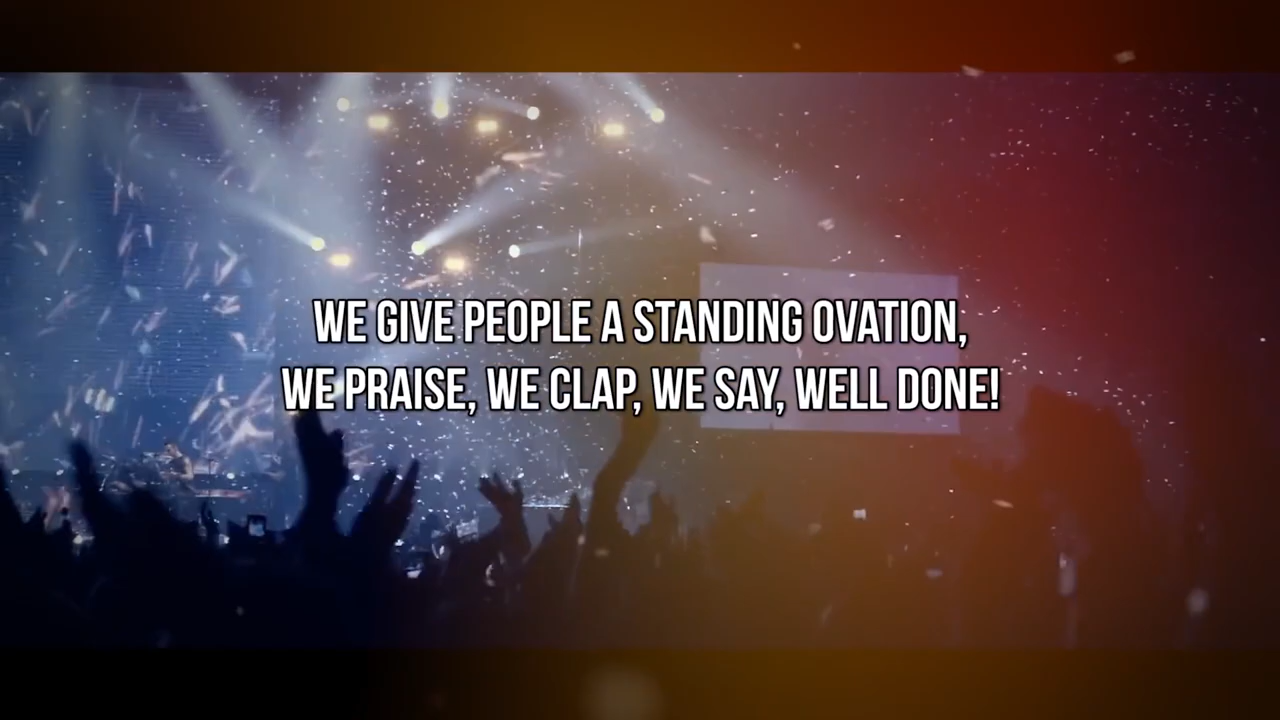 WE GIVE PEOPLE A STANDING OVATION,
WE PRAISE, WE CLAP, WE SAY, WELL DONE!